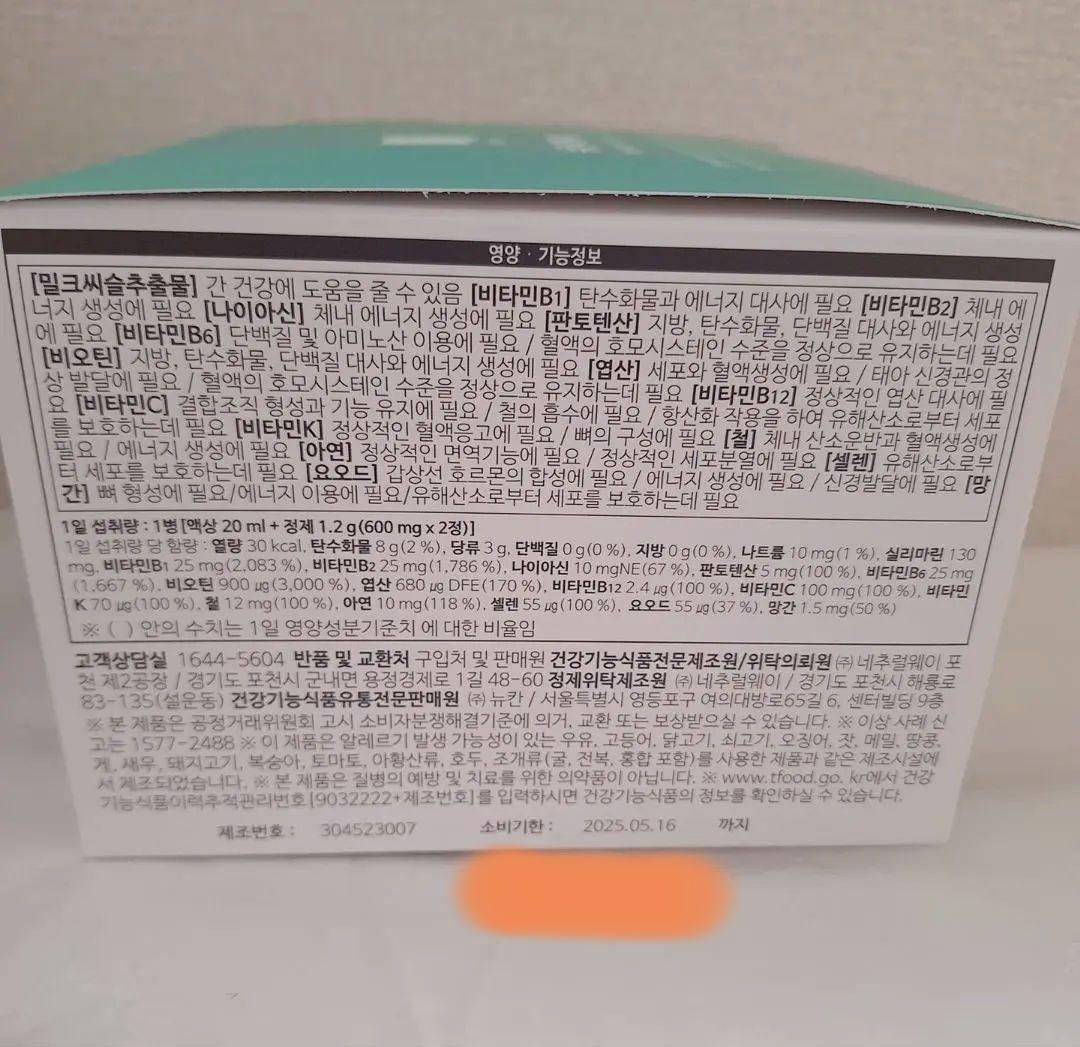 영양 · 기능정보
[밀크씨슬추출물] 간 건강에 도움을 줄 수 있음 [비타민B1] 탄수화물과 에너지 대사에 필요 [비타민B2] 체내 에
너지 생성에 필요 [나이아신] 체내 에너지 생성에 필요 [판토텐산] 지방, 탄수화물, 단백질 대사와 에너지 생성
에 필요 [비타민B6] 단백질 및 아미노산 이용에 필요 / 혈액의 호모시스테인 수준을 정상으로 유지하는데 필요
[비오틴] 지방, 탄수화물, 단백질 대사와 에너지 생성에 필요 [엽산] 세포와 혈액생성에 필요 / 태아 신경관의 정
상 발달에 필요 / 혈액의 호모시스테인 수준을 정상으로 유지하는데 필요 [비타민B12] 정상적인 엽산 대사에 필
요 [비타민C] 결합조직 형성과 기능 유지에 필요 / 철의 흡수에 필요 / 항산화 작용을 하여 유해산소로부터 세포
를 보호하는데 필요 [비타민K] 정상적인 혈액응고에 필요 / 뼈의 구성에 필요 [철] 체내 산소운반과 혈액생성에
필요 / 에너지 생성에 필요 [아연] 정상적인 면역기능에 필요 / 정상적인 세포분열에 필요 [셀렌] 유해산소로부
터 세포를 보호하는데 필요 [요오드] 갑상선 호르몬의 합성에 필요 / 에너지 생성에 필요 / 신경발달에 필요 [망
간] 뼈 형성에 필요/에너지 이용에 필요/유해산소로부터 세포를 보호하는데 필요
1일 섭취량 : 1병 [액상 20 ml + 정제 1.2 g (600 mg x 2정)]
1일 섭취량 당 함량 : 열량 30 kcal, 탄수화물 8 g (2 %), 당류 3 g, 단백질 0 g (0 %), 지방 0 g (0 %), 나트륨 10 mg (1 %), 실리마린 130
mg, 비타민B1 25 mg (2,083 %), 비타민B2 25 mg (1,786 %), 나이아신 10 mgNE (67 %), 판토텐산 5 mg (100 %), 비타민B6 25 mg
(1,667 %), 비오틴 900 ㎍ (3,000 %), 엽산 680 ㎍ DFE (170 %), 비타민B12 2.4 ㎍ (100 %), 비타민C 100 mg (100 %), 비타민
K 70 ㎍ (100 %), 철 12 mg (100 %), 아연 10 mg (118 %), 셀렌 55 ㎍ (100 %), 요오드 55 ㎍ (37 %), 망간 1.5 mg (50 %)
※ ( ) 안의 수치는 1일 영양성분기준치 에 대한 비율임
고객상담실 1644-5604 반품 및 교환처 구입처 및 판매원 건강기능식품전문제조원/위탁의뢰원 ㈜네추럴웨이 포
천 제2공장 / 경기도 포천시 군내면 용정경제로 1길 48-60 정제위탁제조원 ㈜네추럴웨이 / 경기도 포천시 해룡로
83-135(설운동) 건강기능식품유통전문판매원 ㈜뉴칸 / 서울특별시 영등포구 여의대방로65길 6, 센터빌딩 9층
※ 본 제품은 공정거래위원회 고시 소비자분쟁해결기준에 의거, 교환 또는 보상받으실 수 있습니다. ※ 이상 사례 신
고는 1577-2488 ※ 이 제품은 알레르기 발생 가능성이 있는 우유, 고등어, 닭고기, 쇠고기, 오징어, 잣, 메밀, 땅콩,
게, 새우, 돼지고기, 복숭아, 토마토, 아황산류, 호두, 조개류(굴, 전복, 홍합 포함)를 사용한 제품과 같은 제조시설에
서 제조되었습니다. ※ 본 제품은 질병의 예방 및 치료를 위한 의약품이 아닙니다. ※ www.tfood.go. kr에서 건강
기능식품이력추적관리번호 [9032222+제조번호]를 입력하시면 건강기능식품의 정보를 확인하실 수 있습니다.
제조번호 : 304523007 소비기한 : 2025.05.16 까지